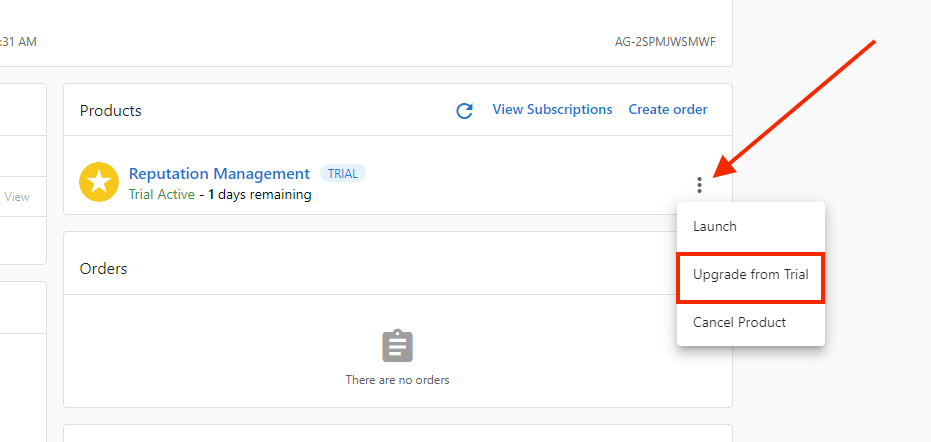 :31 AM
AG-2SPMJWSMWF
Products
View Subscriptions
Create order
Reputation Management
TRIAL
Trial Active - 1 days remaining
View
Launch
Upgrade from Trial
Cancel Product
Orders
There are no orders